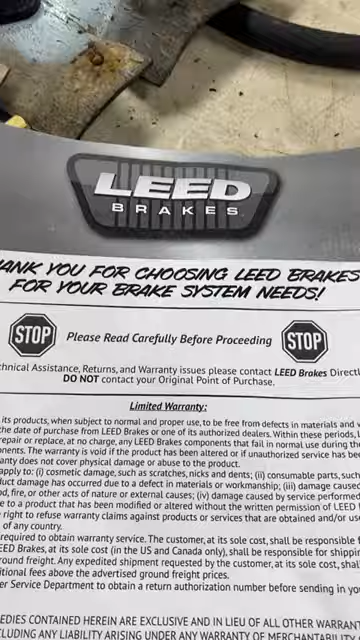 LEED
BRAKES
ANK YOU FOR CHOOSING LEED BRAKES
FOR YOUR BRAKE SYSTEM NEEDS!
STOP Please Read Carefully Before Proceeding STOP
chnical Assistance, Returns, and Warranty issues please contact LEED Brakes Directl
DO NOT contact your Original Point of Purchase.
Limited Warranty:
its products, when subject to normal and proper use, to be free from defects in materials and
the date of purchase from LEED Brakes or one of its authorized dealers. Within these periods,
repair or replace, at no charge, any LEED Brakes components that fail in normal use during the
nents. The warranty is void if the product has been altered or if unauthorized service has bee
anty does not cover physical damage or abuse to the product.
apply to: (i) cosmetic damage, such as scratches, nicks and dents; (ii) consumable parts, such
duct damage has occurred due to a defect in materials or workmanship; (iii) damage cause
od, fire, or other acts of nature or external causes; (iv) damage caused by service performed
e to a product that has been modified or altered without the written permission of LEED
e right to refuse warranty claims against products or services that are obtained and/or us
of any country.
required to obtain warranty service. The customer, at its sole cost, shall be responsible f
EED Brakes, at its sole cost (in the US and Canada only), shall be responsible for shippin
round freight. Any expedited shipment requested by the customer, at its sole cost, shal
itional fees above the advertised ground freight prices.
er Service Department to obtain a return authorization number before sending in you
EDIES CONTAINED HEREIN ARE EXCLUSIVE AND IN LIEU OF ALL OTHER WARRANT
LUDING ANY LIABILITY ARISING UNDER ANY WARRANTY OF MERCHANTABILIT